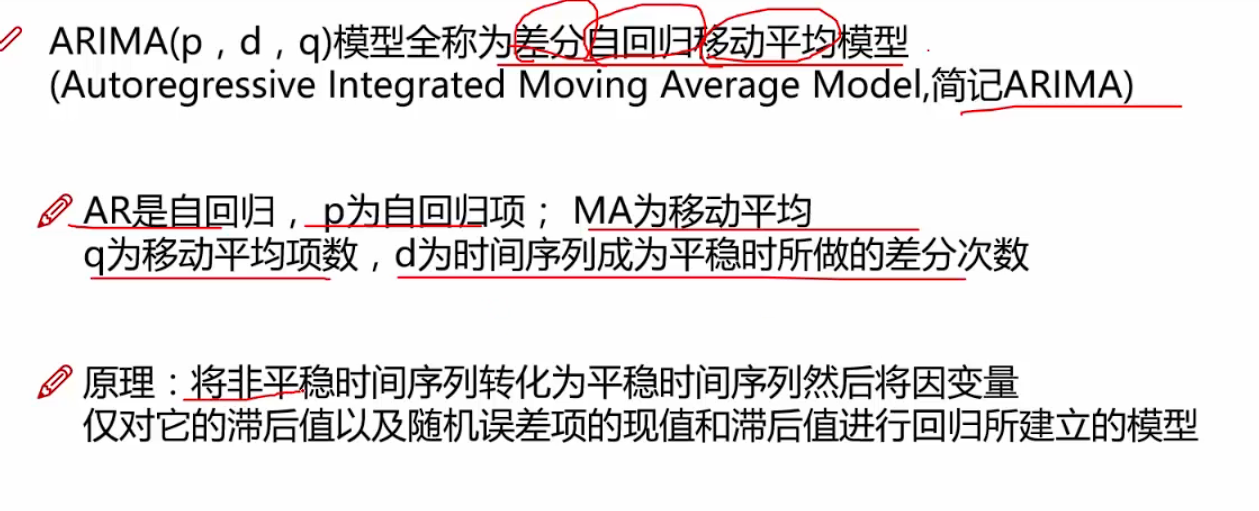 ARIMA(p，d，q)模型全称为差分自回归移动平均模型
(Autoregressive Integrated Moving Average Model,简记ARIMA)
AR是自回归， p为自回归项； MA为移动平均
q为移动平均项数，d为时间序列成为平稳时所做的差分次数
原理：将非平稳时间序列转化为平稳时间序列然后将因变量
仅对它的滞后值以及随机误差项的现值和滞后值进行回归所建立的模型